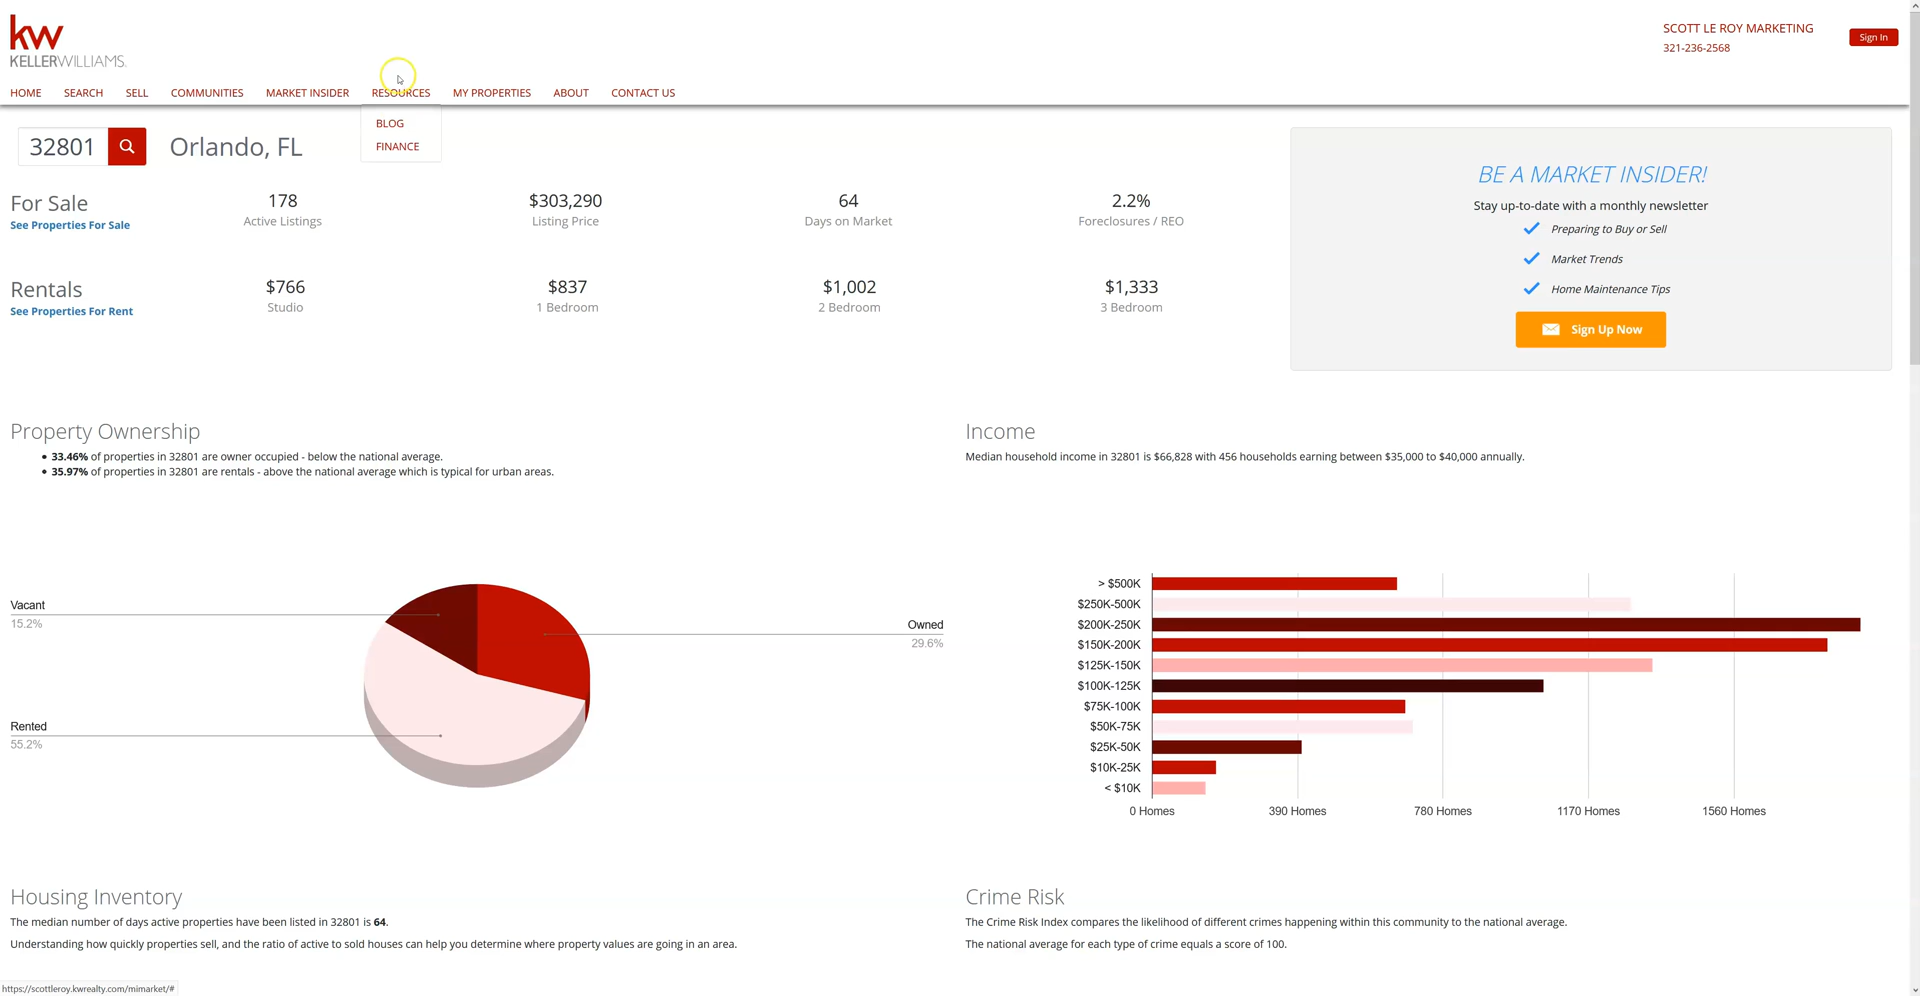 kw
KELLERWILLIAMS.
SCOTT LE ROY MARKETING
321-236-2568
Sign In
HOME SEARCH SELL COMMUNITIES MARKET INSIDER RESOURCES MY PROPERTIES ABOUT CONTACT US
BLOG
FINANCE
32801 Orlando, FL
For Sale
See Properties For Sale
178
Active Listings
$303,290
Listing Price
64
Days on Market
2.2%
Foreclosures / REO
Rentals
See Properties For Rent
$766
Studio
$837
1 Bedroom
$1,002
2 Bedroom
$1,333
3 Bedroom
BE A MARKET INSIDER!
Stay up-to-date with a monthly newsletter
Preparing to Buy or Sell
Market Trends
Home Maintenance Tips
Sign Up Now
Property Ownership
• 33.46% of properties in 32801 are owner occupied - below the national average.
• 35.97% of properties in 32801 are rentals - above the national average which is typical for urban areas.
Vacant
15.2%
Owned
29.6%
Rented
55.2%
Income
Median household income in 32801 is $66,828 with 456 households earning between $35,000 to $40,000 annually.
> $500K
$250K-500K
$200K-250K
$150K-200K
$125K-150K
$100K-125K
$75K-100K
$50K-75K
$25K-50K
$10K-25K
< $10K
0 Homes 390 Homes 780 Homes 1170 Homes 1560 Homes
Housing Inventory
The median number of days active properties have been listed in 32801 is 64.
Understanding how quickly properties sell, and the ratio of active to sold houses can help you determine where property values are going in an area.
Crime Risk
The Crime Risk Index compares the likelihood of different crimes happening within this community to the national average.
The national average for each type of crime equals a score of 100.
https://scottleroy.kwrealty.com/mimarket/#